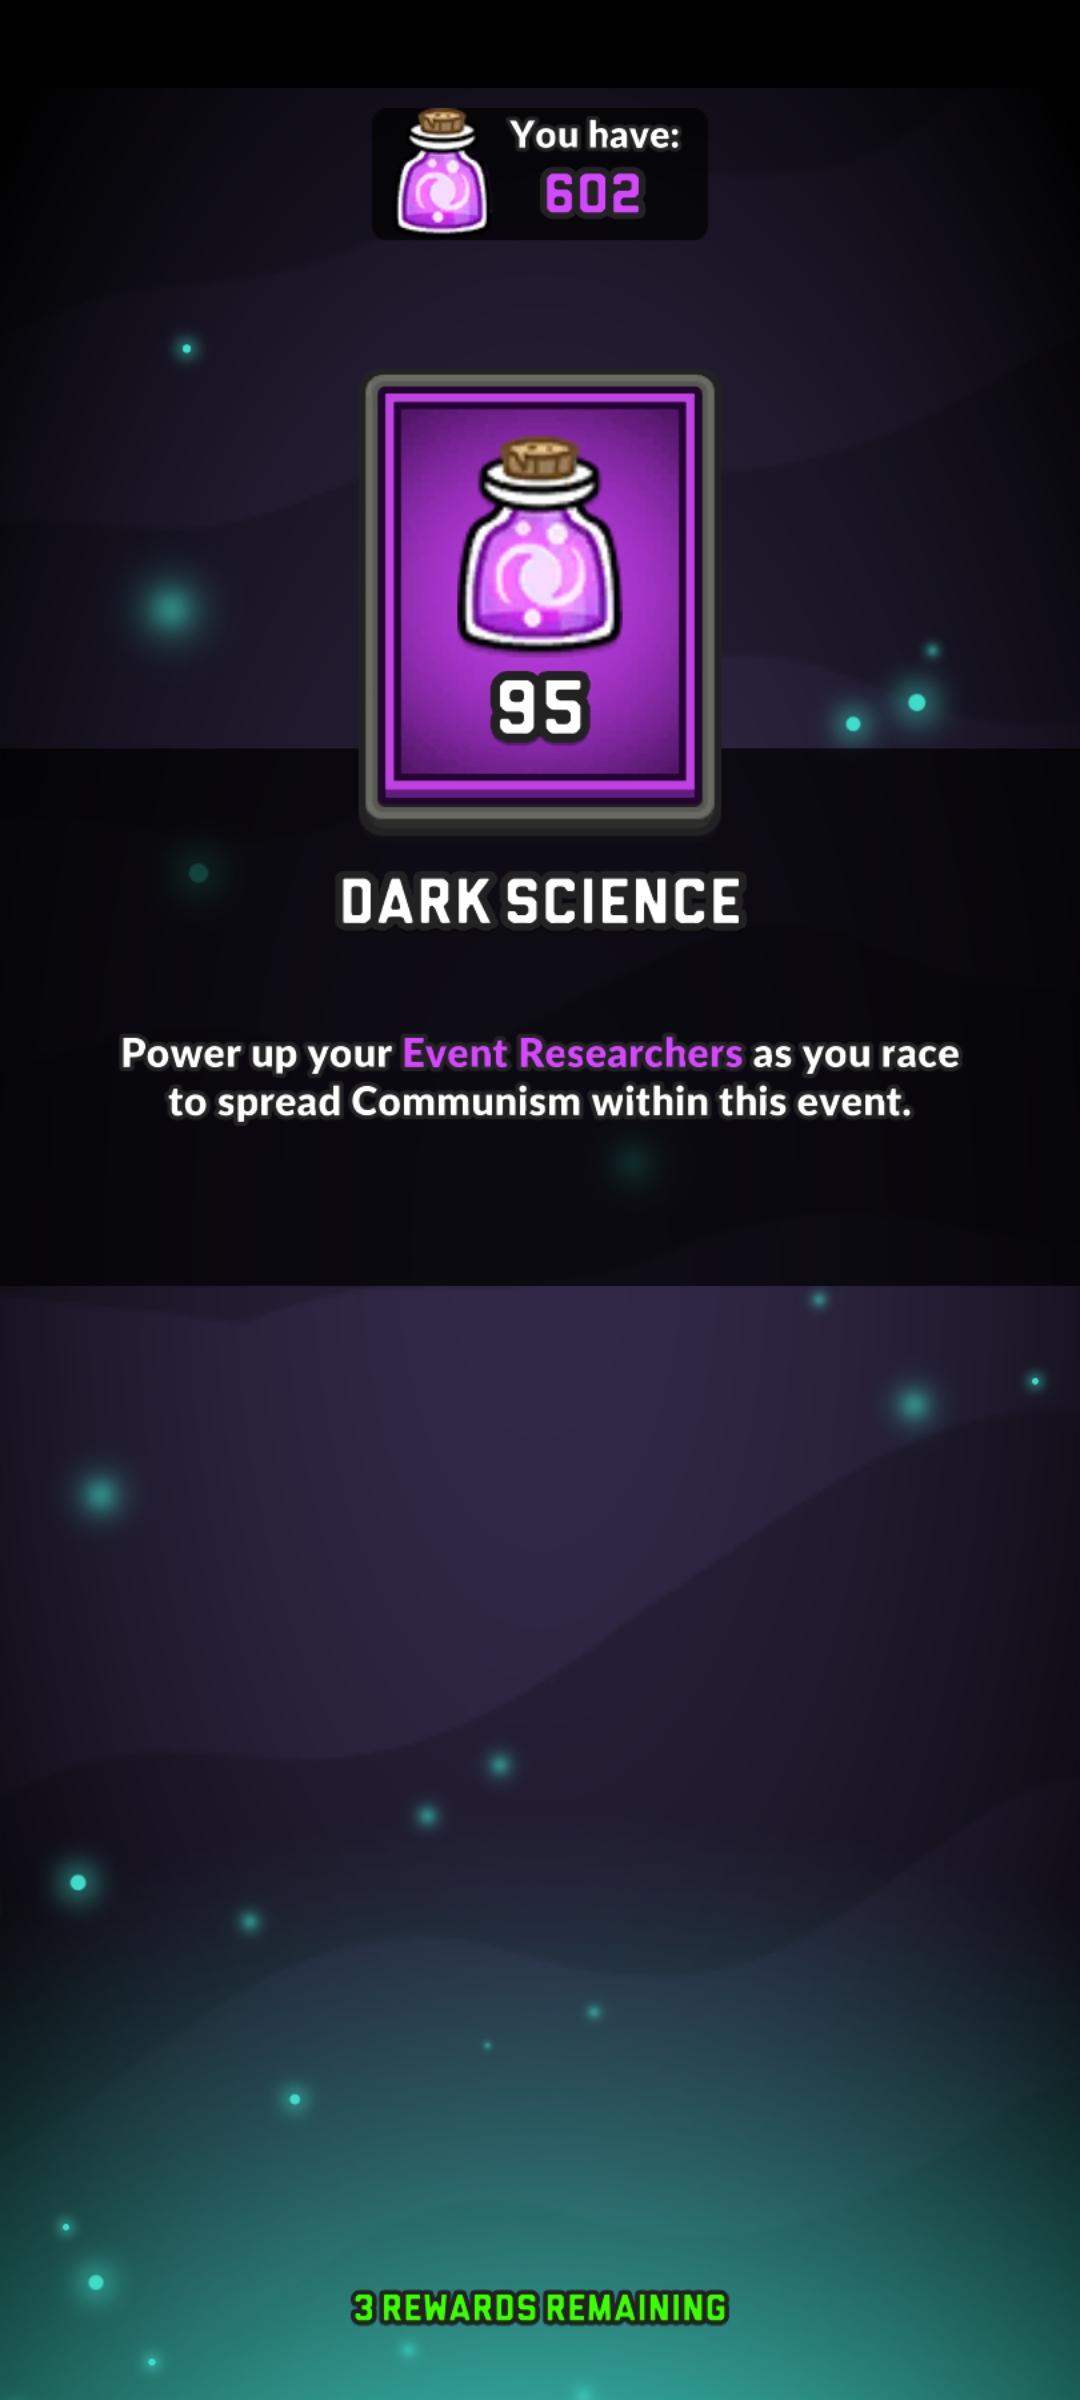 You have:
602
95
DARK SCIENCE
Power up your Event Researchers as you race
to spread Communism within this event.
3 REWARDS REMAINING